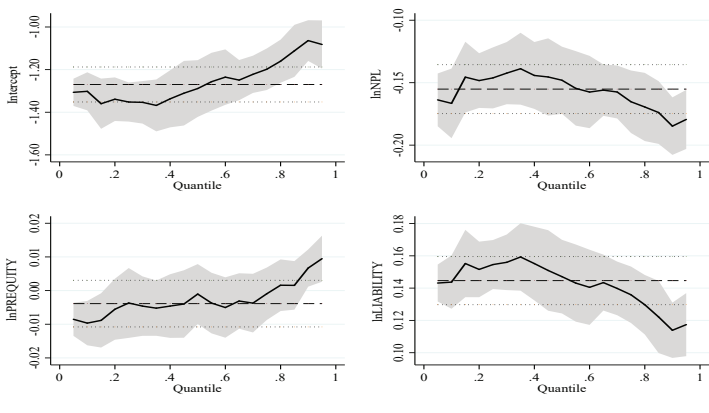 lntercept
-1.00
-1.20
-1.40
-1.60
0 .2 .4 .6 .8 1
Quantile
lnNPL
-0.10
-0.15
-0.20
0 .2 .4 .6 .8 1
Quantile
lnPREQUITY
0.02
0.01
0.00
-0.01
-0.02
0 .2 .4 .6 .8 1
Quantile
lnLIABILITY
0.18
0.16
0.14
0.12
0.10
0 .2 .4 .6 .8 1
Quantile